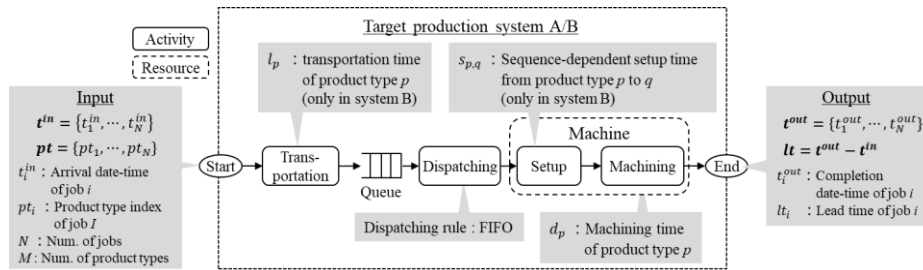 Target production system A/B
Activity
Resource
l_p : transportation time
of product type p
(only in system B)
s_{p,q} : Sequence-dependent setup time
from product type p to q
(only in system B)
Input
t^{in} = {t_1^{in}, ⋯, t_N^{in}}
pt = {pt_1, ⋯, pt_N}
t_i^{in} : Arrival date-time
of job i
pt_i : Product type index
of job I
N : Num. of jobs
M : Num. of product types
Start
Trans-
portation
Queue
Dispatching
Machine
Setup
Machining
End
Dispatching rule : FIFO
d_p : Machining time
of product type p
Output
t^{out} = {t_1^{out}, ⋯, t_N^{out}}
lt = t^{out} − t^{in}
t_i^{out} : Completion
date-time of job i
lt_i : Lead time of job i